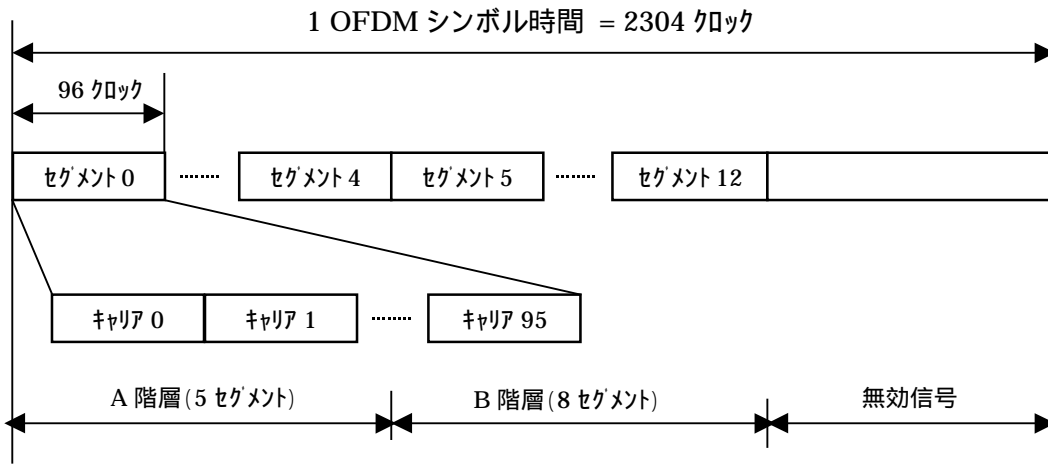 1 OFDM シンボル時間 = 2304 ｸﾛｯｸ
96 ｸﾛｯｸ
ｾｸﾞﾒﾝﾄ 0 ........ ｾｸﾞﾒﾝﾄ 4 ｾｸﾞﾒﾝﾄ 5 ........ ｾｸﾞﾒﾝﾄ 12
ｷｬﾘｱ 0 ｷｬﾘｱ 1 ........ ｷｬﾘｱ 95
A 階層(5 ｾｸﾞﾒﾝﾄ) B 階層(8 ｾｸﾞﾒﾝﾄ) 無効信号